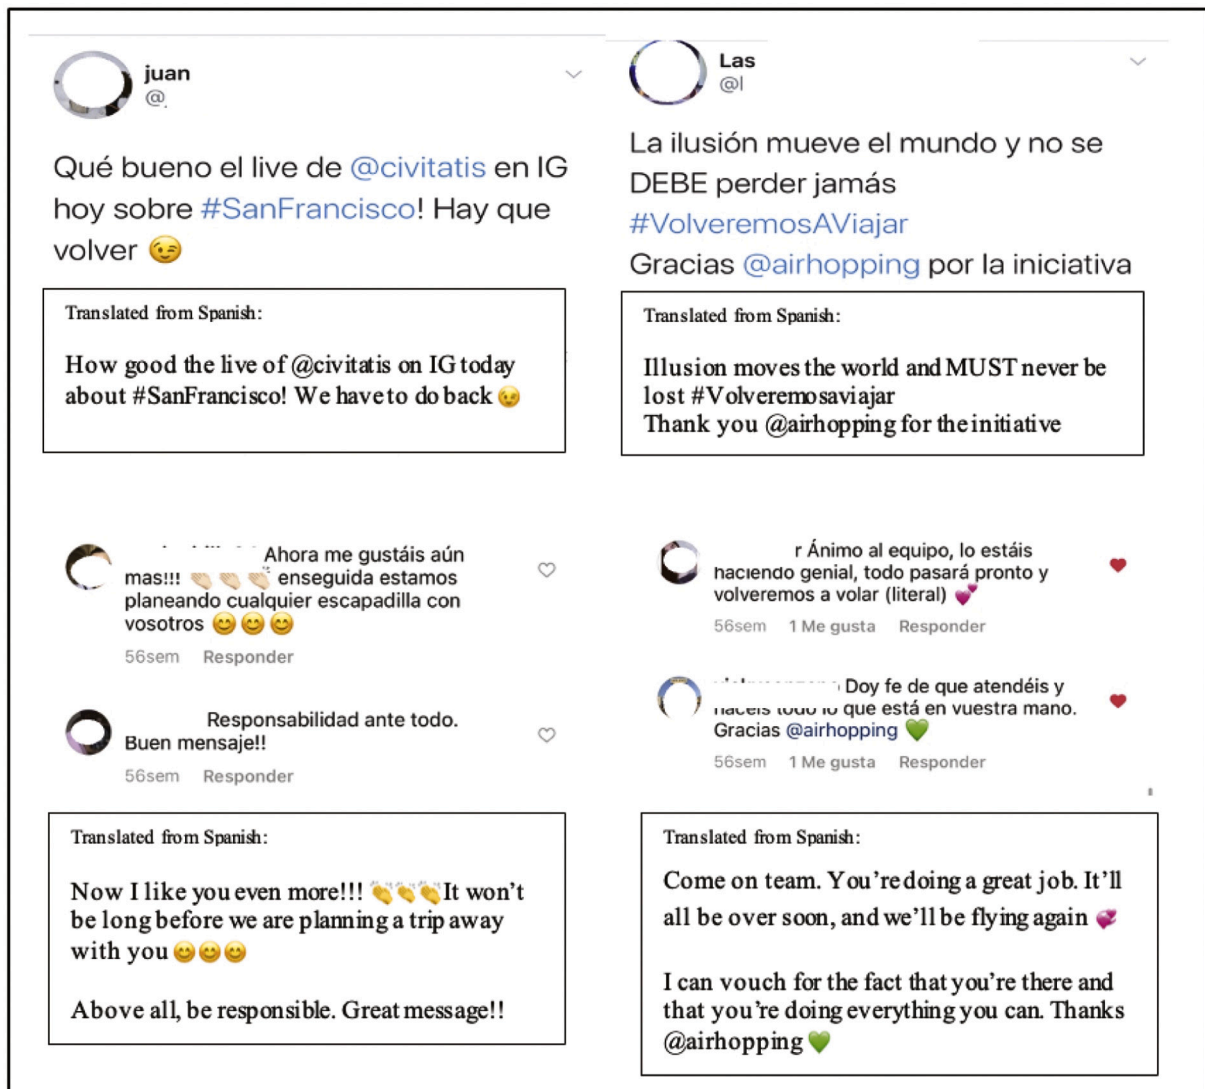 juan
@
Qué bueno el live de @civitatis en IG
hoy sobre #SanFrancisco! Hay que
volver 😉
Translated from Spanish:
How good the live of @civitatis on IG today
about #SanFrancisco! We have to do back 😉
Las
@l
La ilusión mueve el mundo y no se
DEBE perder jamás
#VolveremosAViajar
Gracias @airhopping por la iniciativa
Translated from Spanish:
Illusion moves the world and MUST never be
lost #Volveremosaviajar
Thank you @airhopping for the initiative
Ahora me gustáis aún
mas!!! 👏🏻👏🏻👏🏻 enseguida estamos
planeando cualquier escapadilla con
vosotros 😊😊😊
56sem Responder
Responsabilidad ante todo.
Buen mensaje!!
56sem Responder
r Ánimo al equipo, lo estáis
haciendo genial, todo pasará pronto y
volveremos a volar (literal) 💕
56sem 1 Me gusta Responder
Doy fe de que atendéis y
hacéis todo lo que está en vuestra mano.
Gracias @airhopping 💚
56sem 1 Me gusta Responder
Translated from Spanish:
Now I like you even more!!! 👏👏👏It won't
be long before we are planning a trip away
with you 😊😊😊
Above all, be responsible. Great message!!
Translated from Spanish:
Come on team. You're doing a great job. It'll
all be over soon, and we'll be flying again 💞
I can vouch for the fact that you're there and
that you're doing everything you can. Thanks
@airhopping 💚